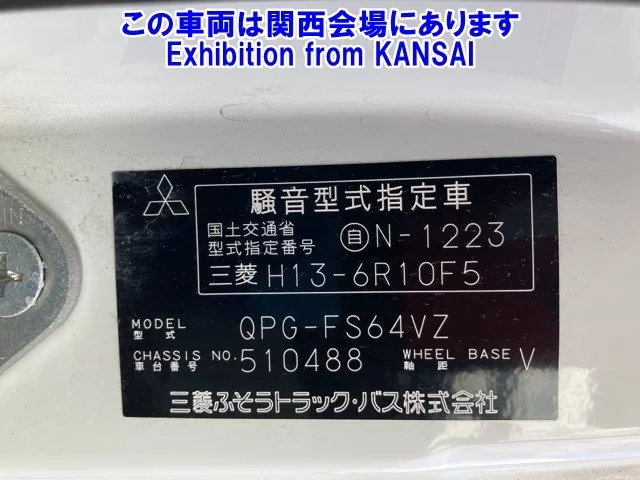 この車両は関西会場にあります
Exhibition from KANSAI
騒音型式指定車
国土交通省
型式指定番号 自N-1223
三菱 H13-6R10F5
MODEL
型式 QPG-FS64VZ
CHASSIS NO.
車台番号 510488
WHEEL BASE
軸距 V
三菱ふそうトラック・バス株式会社